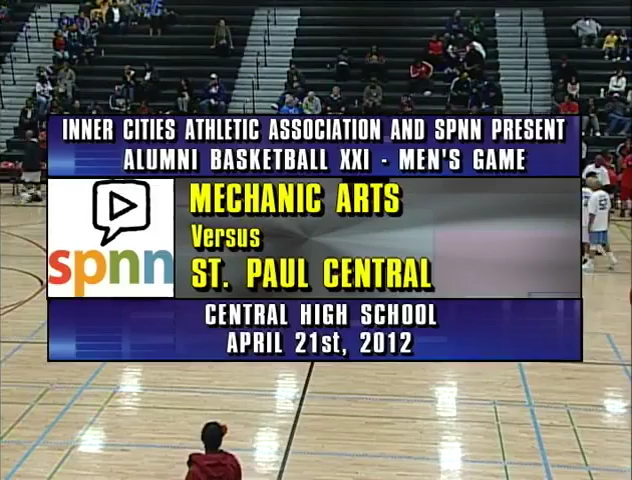 INNER CITIES ATHLETIC ASSOCIATION AND SPNN PRESENT
ALUMNI BASKETBALL XXI - MEN'S GAME
spnn
MECHANIC ARTS
Versus
ST. PAUL CENTRAL
CENTRAL HIGH SCHOOL
APRIL 21st, 2012